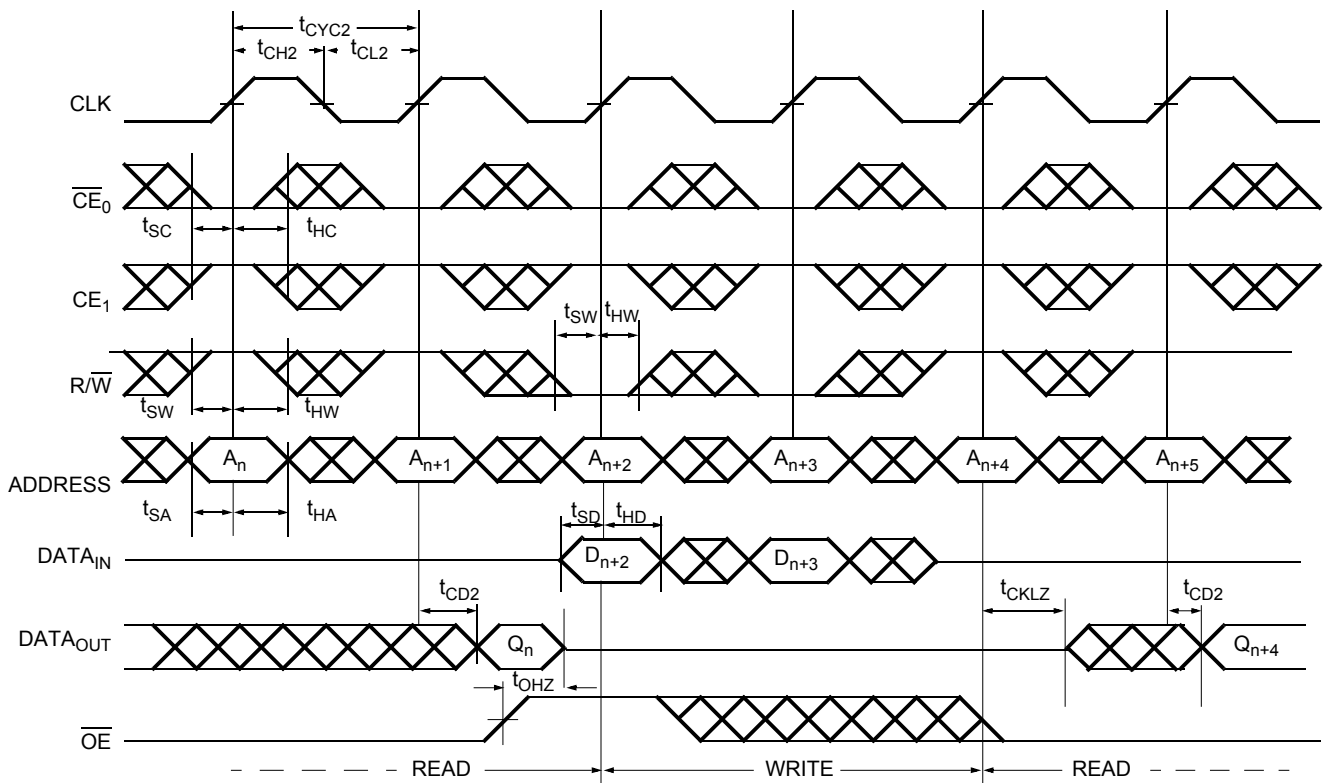 tCYC2
tCH2 tCL2
CLK
CE0
tSC tHC
CE1
tSW tHW
R/W
tSW tHW
An An+1 An+2 An+3 An+4 An+5
ADDRESS
tSA tHA
tSD tHD
DATAIN Dn+2 Dn+3
tCD2 tCKLZ tCD2
DATAOUT Qn Qn+4
tOHZ
OE
READ WRITE READ